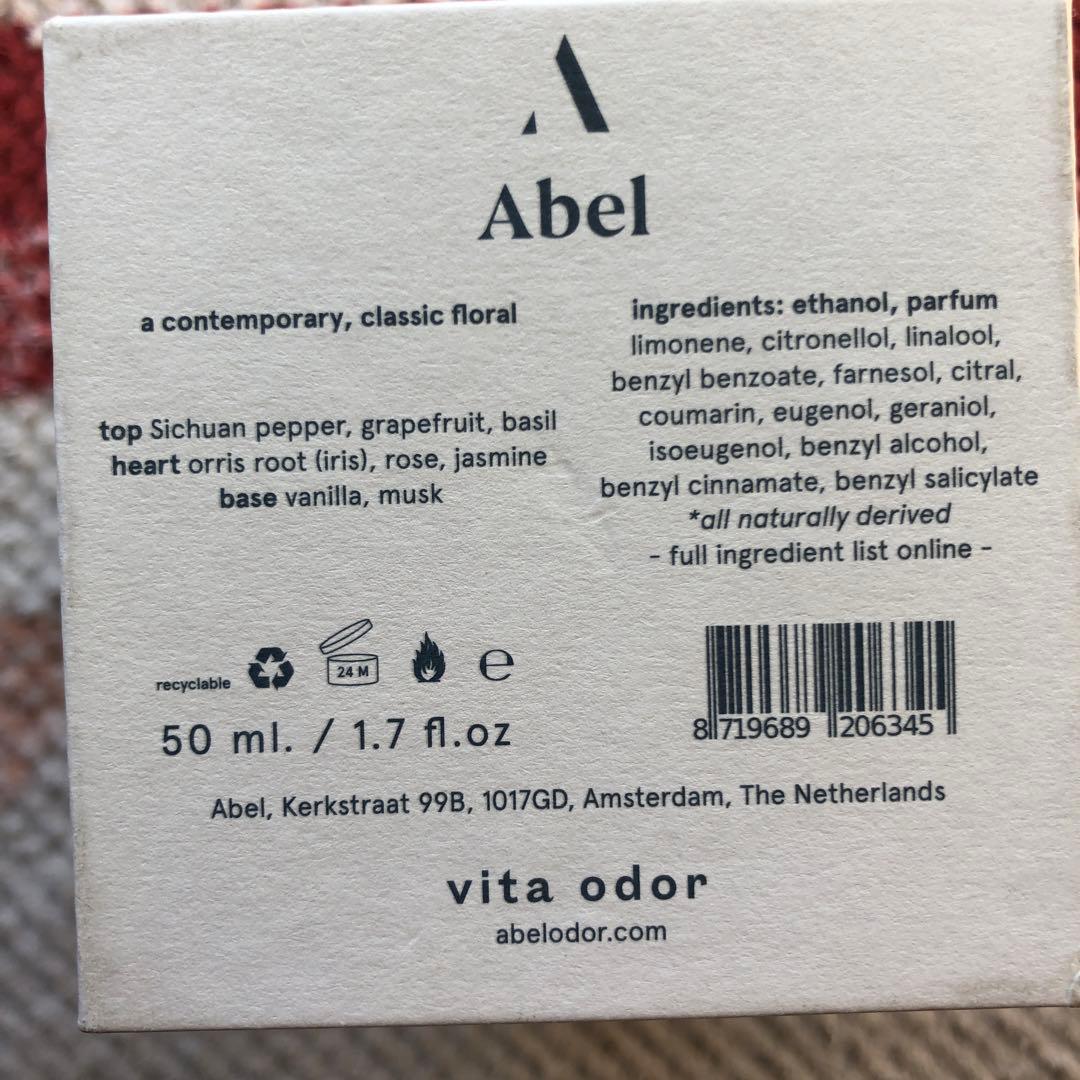 A
Abel
a contemporary, classic floral
top Sichuan pepper, grapefruit, basil
heart orris root (iris), rose, jasmine
base vanilla, musk
ingredients: ethanol, parfum
limonene, citronellol, linalool,
benzyl benzoate, farnesol, citral,
coumarin, eugenol, geraniol,
isoeugenol, benzyl alcohol,
benzyl cinnamate, benzyl salicylate
*all naturally derived
- full ingredient list online -
recyclable
24 M
e
50 ml. / 1.7 fl.oz
8 719689 206345
Abel, Kerkstraat 99B, 1017GD, Amsterdam, The Netherlands
vita odor
abelodor.com